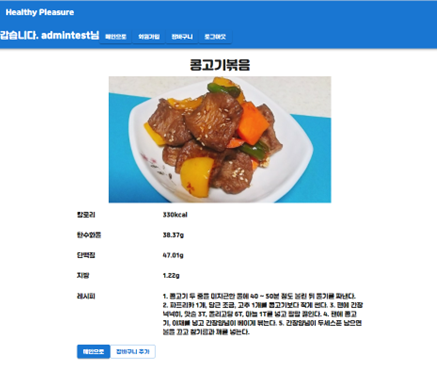 Healthy Pleasure
갑습니다. admintest님 메인으로 회원가입 장바구니 로그아웃
콩고기볶음
칼로리 330kcal
탄수화물 38.37g
단백질 47.01g
지방 1.22g
레시피 1. 콩고기 두 줌을 미지근한 물에 40 ~ 50분 정도 불린 뒤 물기를 짜낸다.
2. 파프리카 1개, 당근 조금, 고추 1개를 콩고기보다 작게 썬다. 3. 팬에 간장
넉넉히, 맛술 3T, 올리고당 6T, 마늘 1T를 넣고 팔팔 끓인다. 4. 팬에 콩고
기, 야채를 넣고 간장양념이 베이게 볶는다. 5. 간장양념이 두세스푼 남으면
불을 끄고 참기름과 깨를 넣는다.
메인으로 장바구니 추가